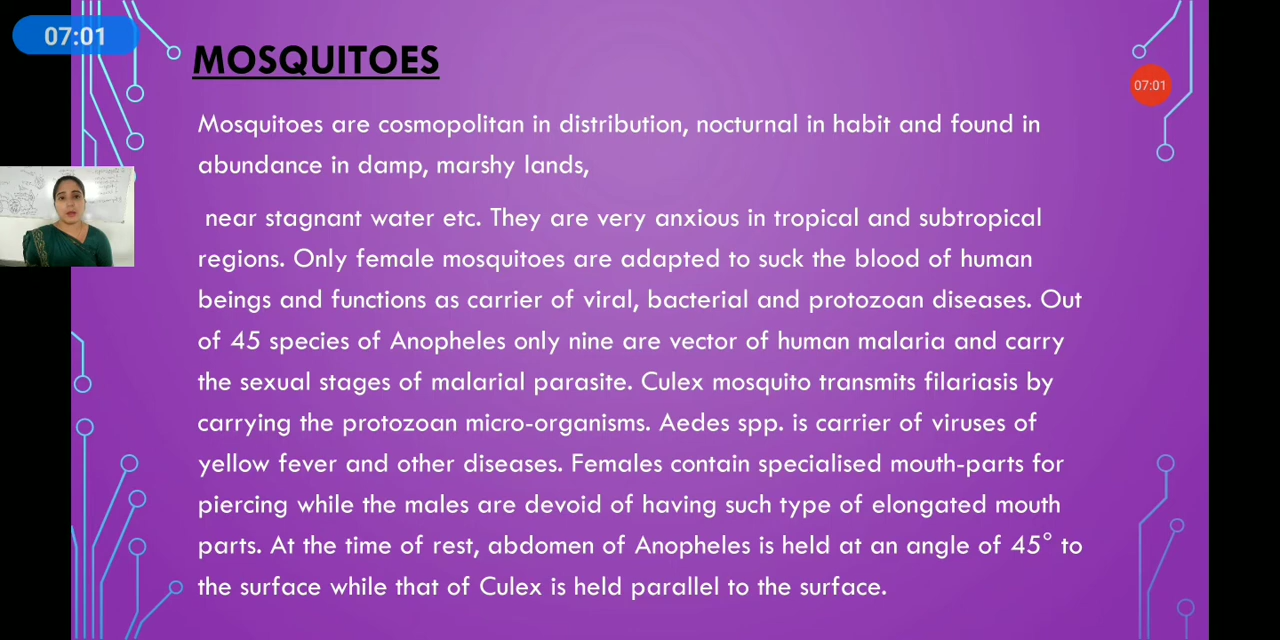 07:01
MOSQUITOES
07:01
Mosquitoes are cosmopolitan in distribution, nocturnal in habit and found in
abundance in damp, marshy lands,
near stagnant water etc. They are very anxious in tropical and subtropical
regions. Only female mosquitoes are adapted to suck the blood of human
beings and functions as carrier of viral, bacterial and protozoan diseases. Out
of 45 species of Anopheles only nine are vector of human malaria and carry
the sexual stages of malarial parasite. Culex mosquito transmits filariasis by
carrying the protozoan micro-organisms. Aedes spp. is carrier of viruses of
yellow fever and other diseases. Females contain specialised mouth-parts for
piercing while the males are devoid of having such type of elongated mouth
parts. At the time of rest, abdomen of Anopheles is held at an angle of 45° to
the surface while that of Culex is held parallel to the surface.